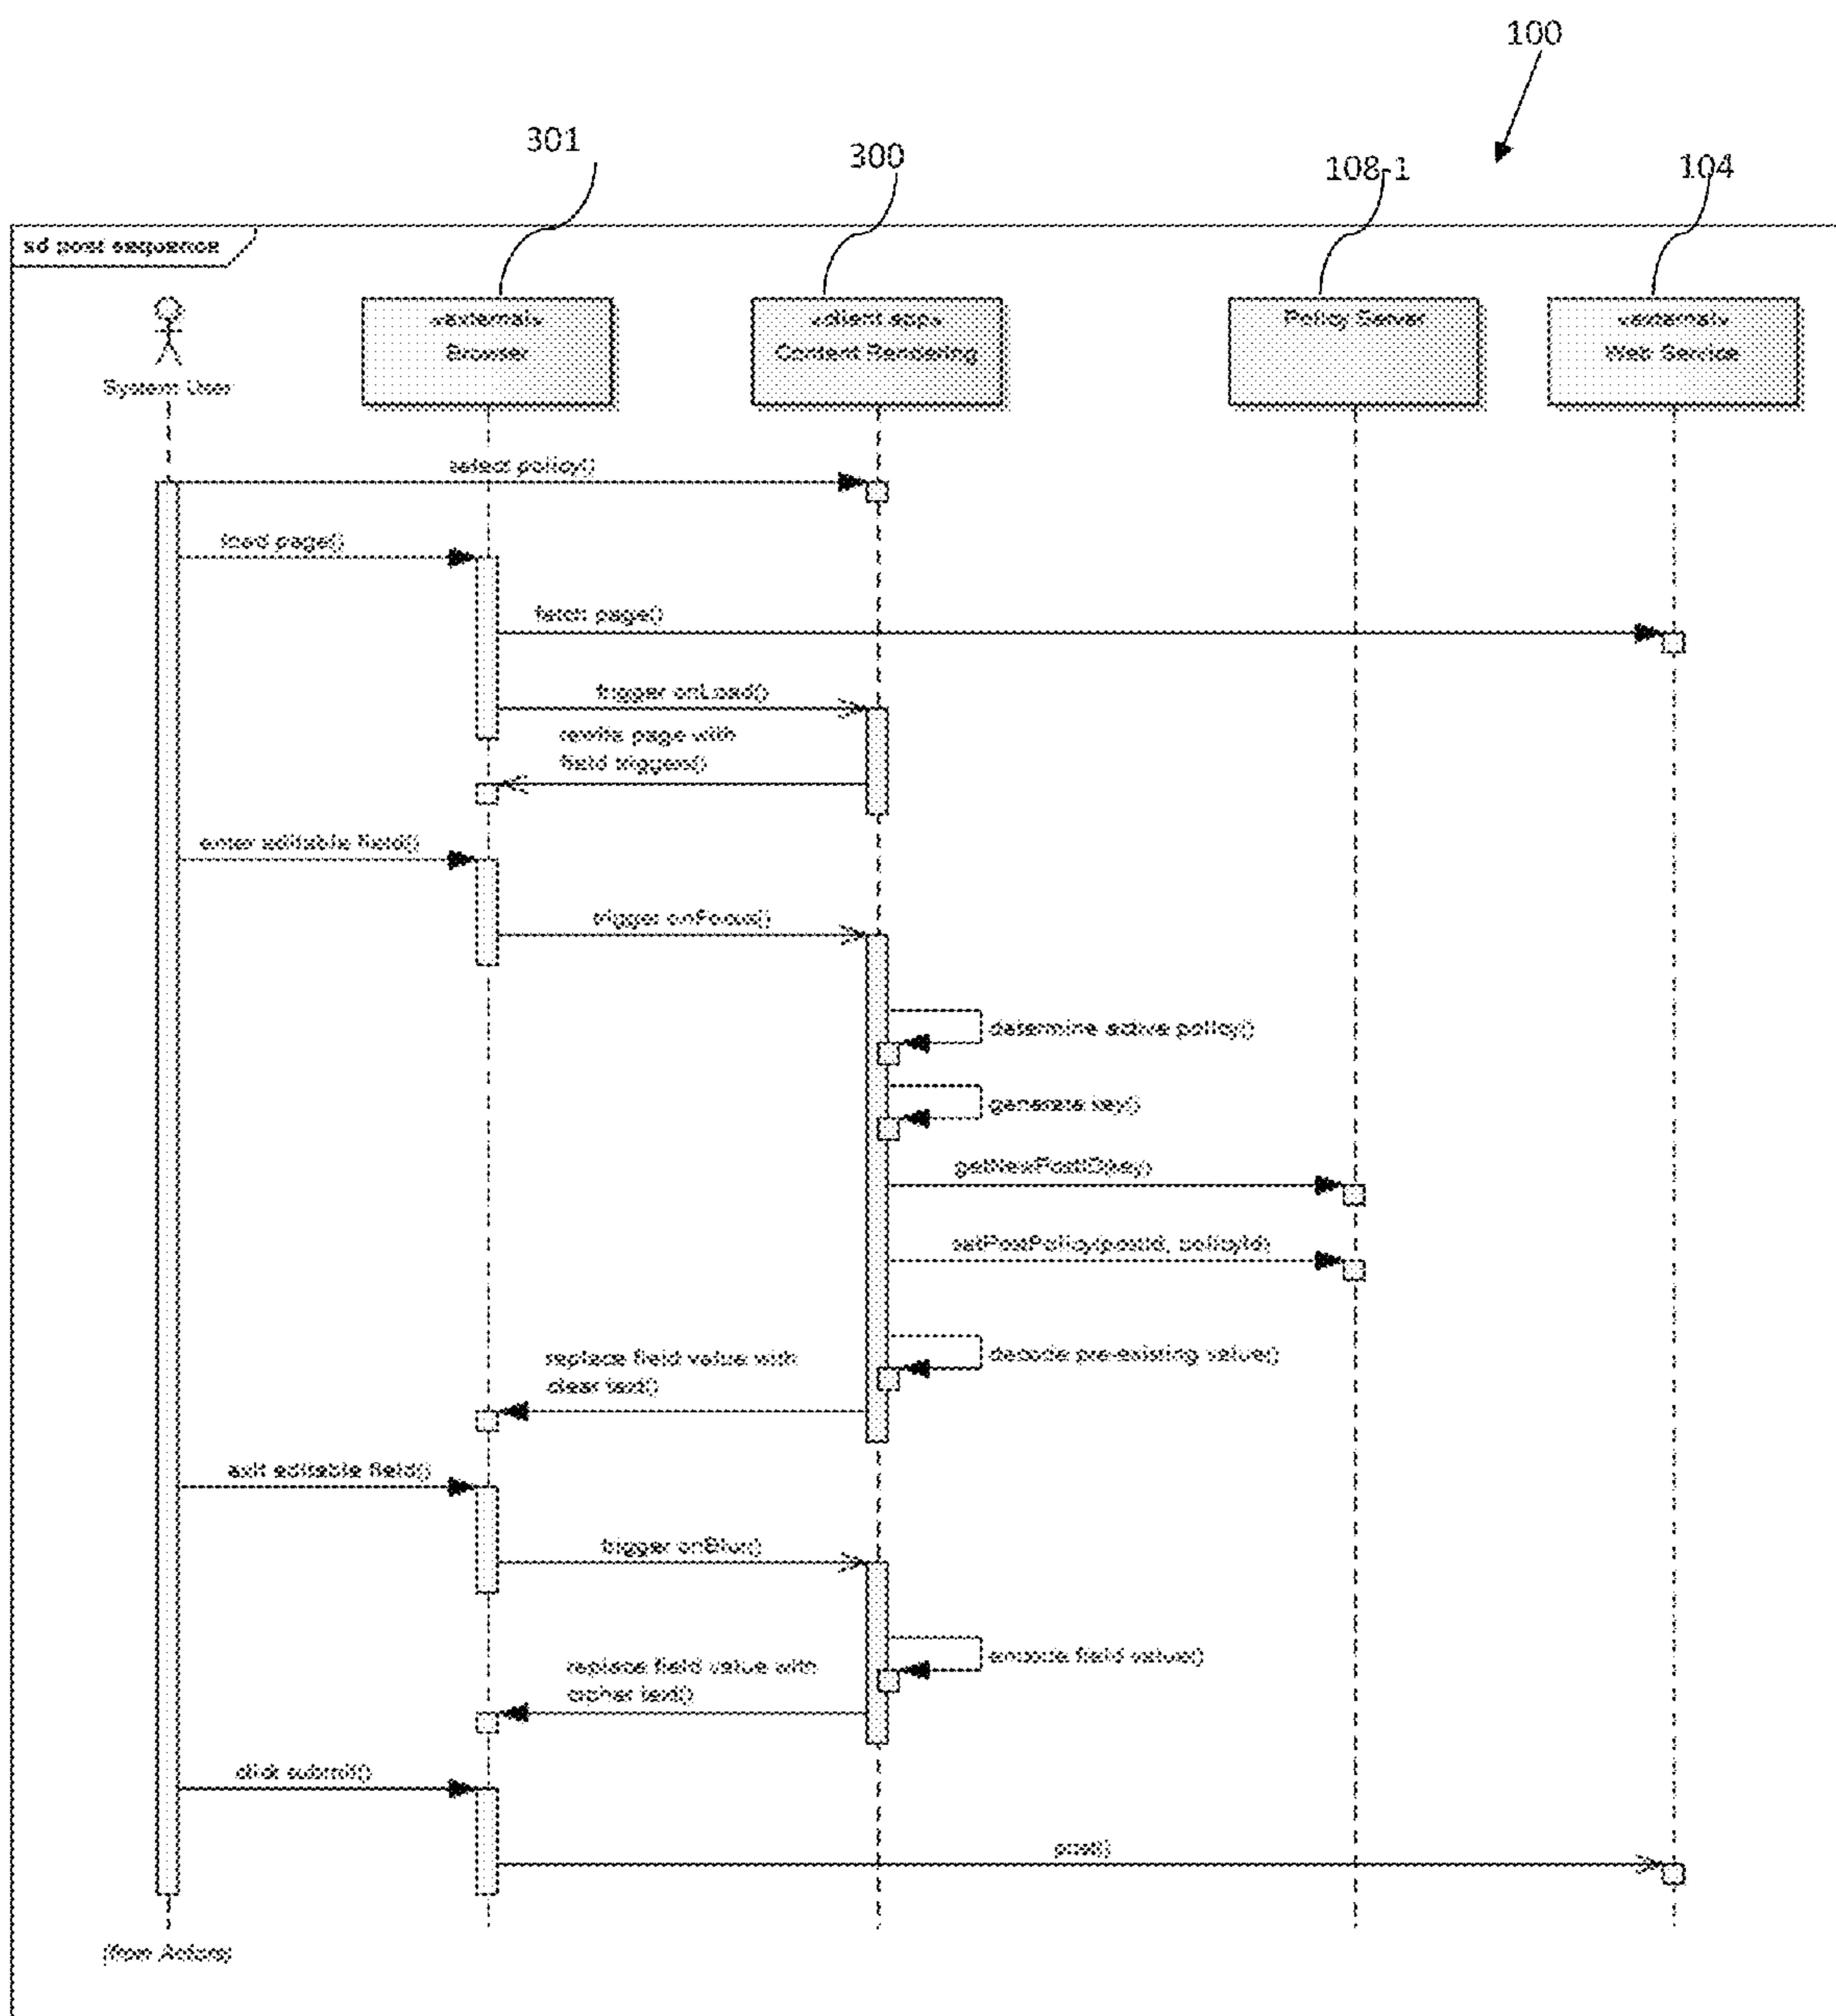 100
301
300
108-1
104
sd post sequence
«external»
Browser
«client app»
Content Rendering
Policy Server
«external»
Web Service
System User
select policy()
load page()
fetch page()
trigger onLoad()
rewrite page with
field triggers()
enter editable field()
trigger onFocus()
determine active policy()
generate key()
getNewPostID(key)
setPostPolicy(postId, policyId)
decode pre-existing value()
replace field value with
clear text()
exit editable field()
trigger onBlur()
encode field value()
replace field value with
cipher text()
click submit()
post()
(from Actors)